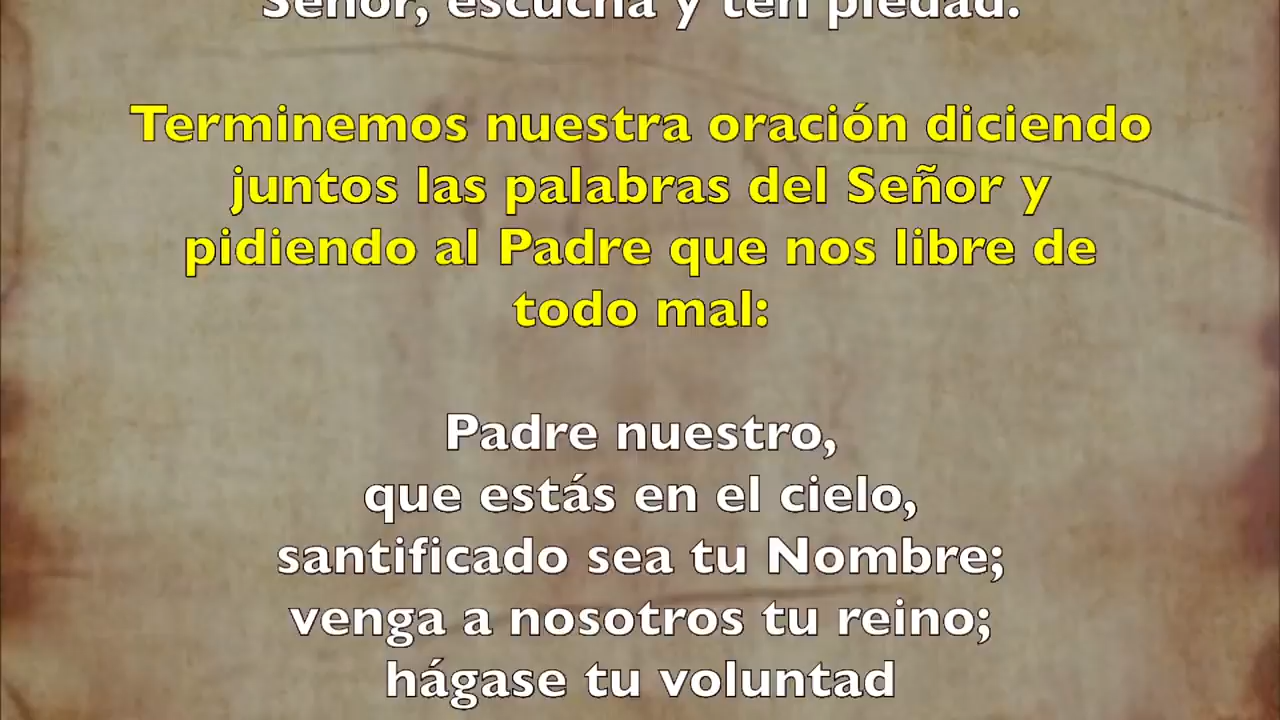 Señor, escucha y ten piedad.
Terminemos nuestra oración diciendo
juntos las palabras del Señor y
pidiendo al Padre que nos libre de
todo mal:
Padre nuestro,
que estás en el cielo,
santificado sea tu Nombre;
venga a nosotros tu reino;
hágase tu voluntad